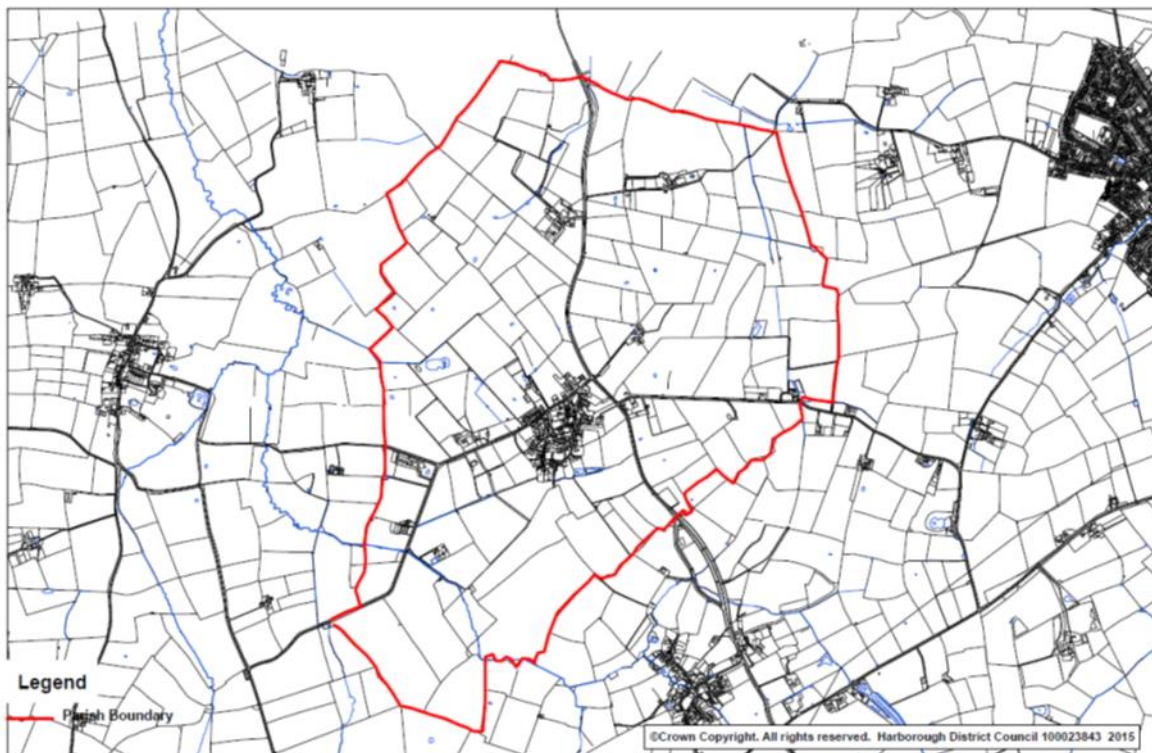 Legend
Parish Boundary
©Crown Copyright. All rights reserved. Harborough District Council 100023843 2015